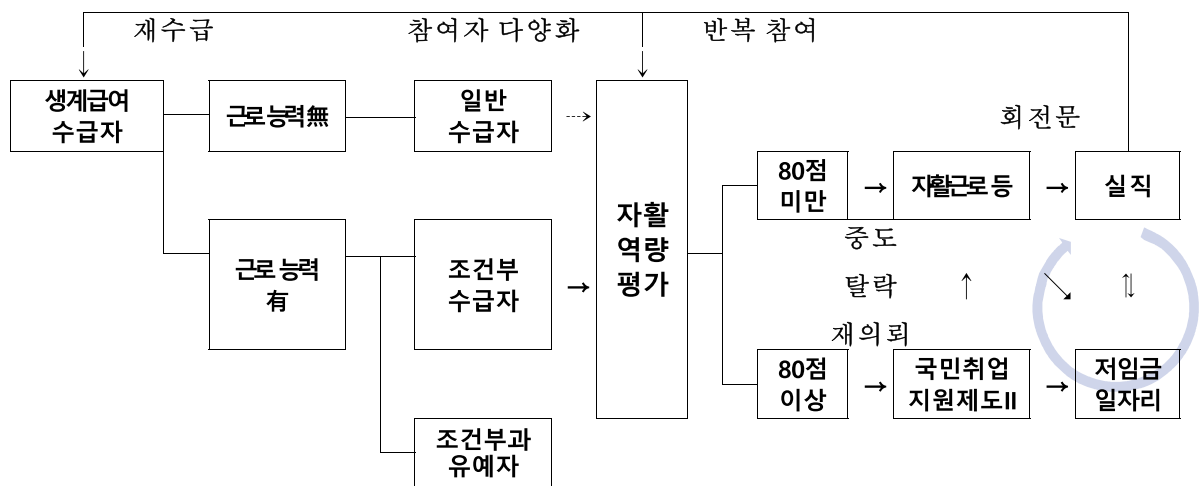 재수급
참여자 다양화
반복 참여
생계급여
수급자
근로능력無
일반
수급자
회전문
80점
미만
자활근로 등
실직
자활
역량
평가
근로능력
有
조건부
수급자
중도
탈락
재의뢰
80점
이상
국민취업
지원제도II
저임금
일자리
조건부과
유예자